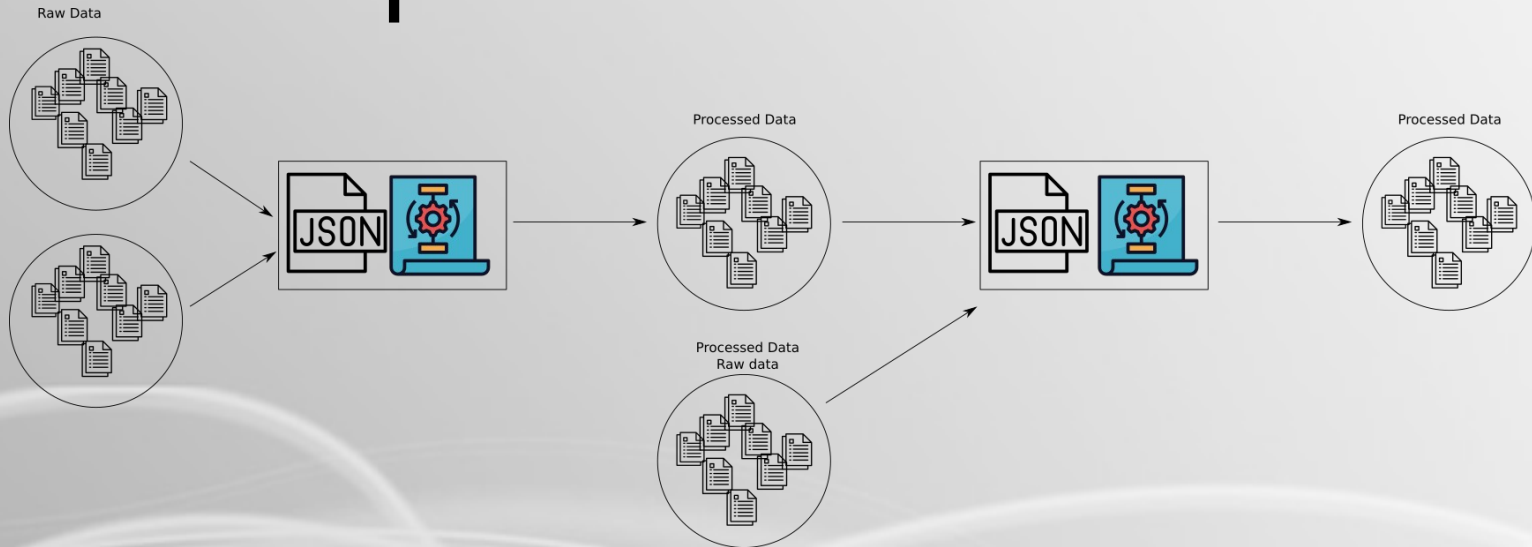 Raw Data
Processed Data
Processed Data
JSON
JSON
Processed Data
Raw data